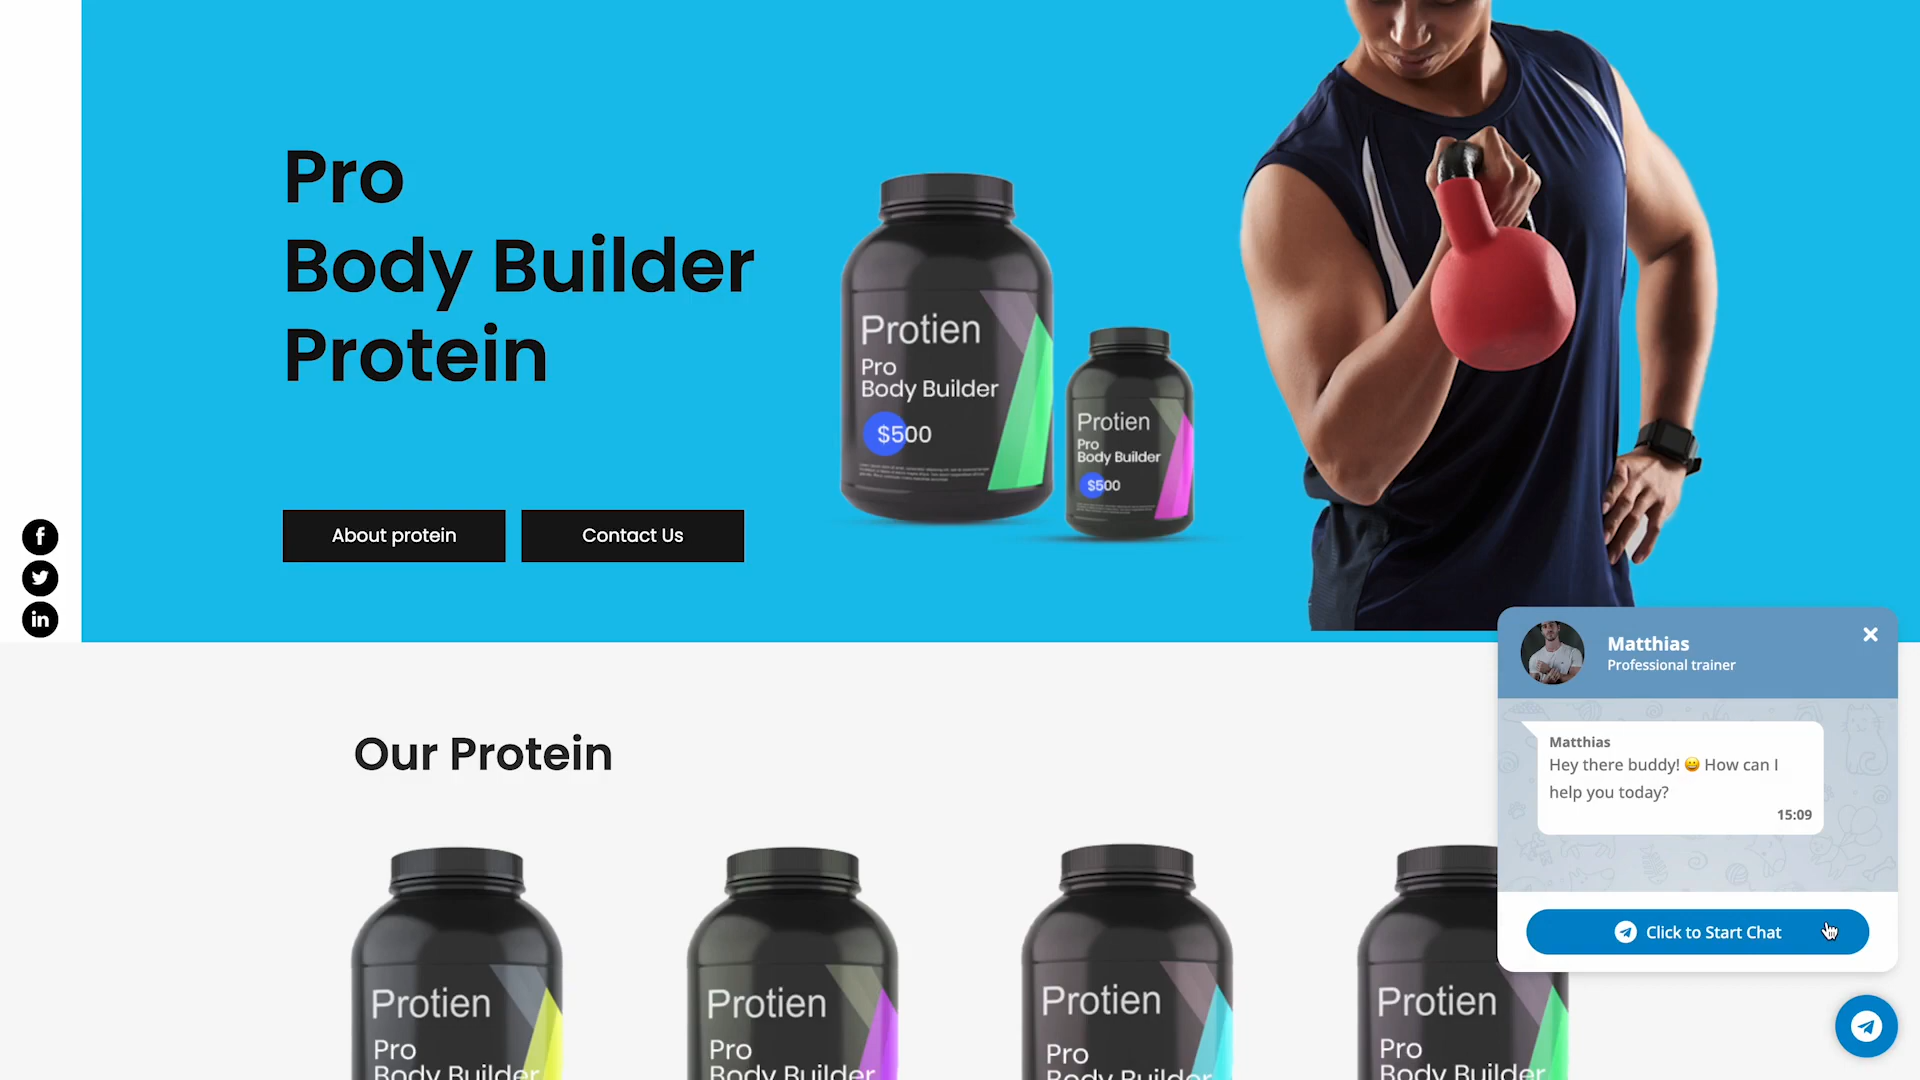 Pro
Body Builder
Protein
About protein
Contact Us
Protien
Pro
Body Builder
$500
Protien
Pro
Body Builder
$500
f
in
Matthias
Professional trainer
Matthias
Hey there buddy! 😀 How can I
help you today?
15:09
Click to Start Chat
Our Protein
Protien
Pro
Body Builder
Protien
Pro
Body Builder
Protien
Pro
Body Builder
Protien
Pro
Body Builder